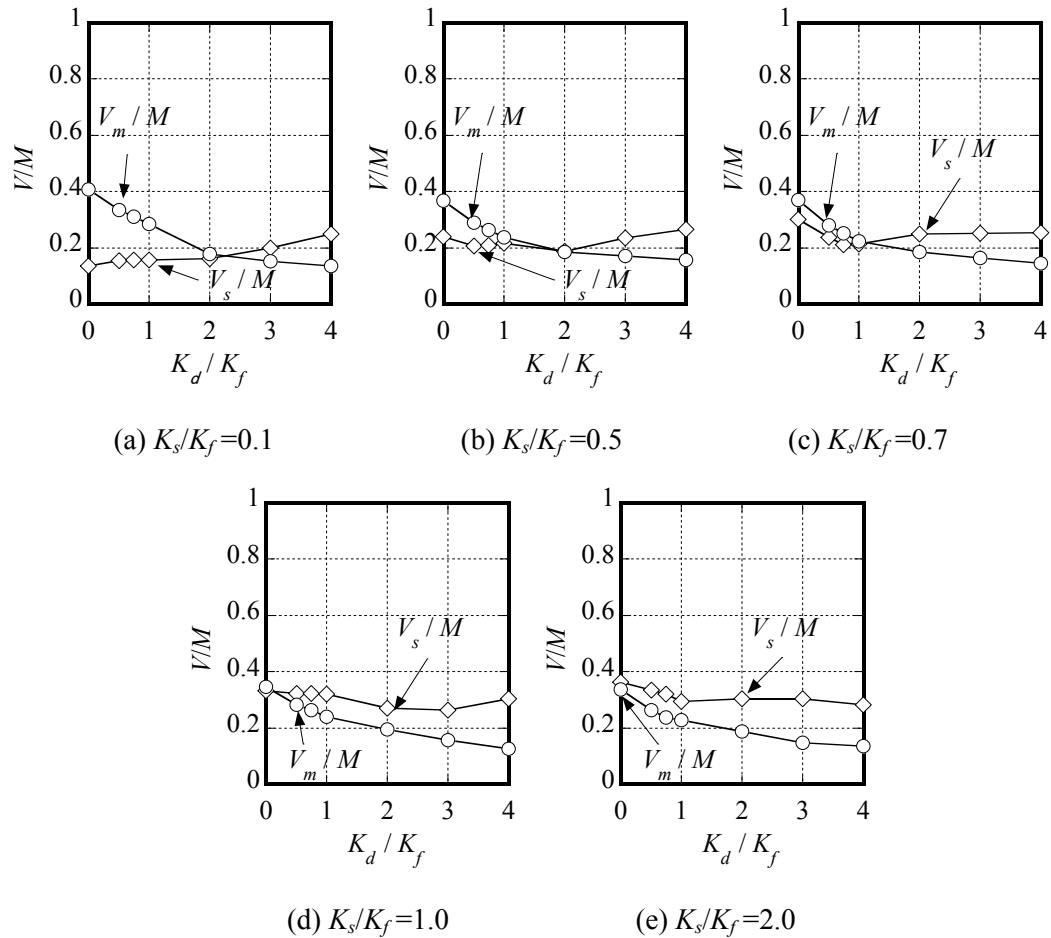 1
0.8
0.6
0.4
0.2
0
V/M
V_m / M
V_s / M
0 1 2 3 4
K_d / K_f
(a) K_s/K_f =0.1
1
0.8
0.6
0.4
0.2
0
V/M
V_m / M
V_s / M
0 1 2 3 4
K_d / K_f
(b) K_s/K_f =0.5
1
0.8
0.6
0.4
0.2
0
V/M
V_m / M
V_s / M
0 1 2 3 4
K_d / K_f
(c) K_s/K_f =0.7
1
0.8
0.6
0.4
0.2
0
V/M
V_s / M
V_m / M
0 1 2 3 4
K_d / K_f
(d) K_s/K_f =1.0
1
0.8
0.6
0.4
0.2
0
V/M
V_s / M
V_m / M
0 1 2 3 4
K_d / K_f
(e) K_s/K_f =2.0